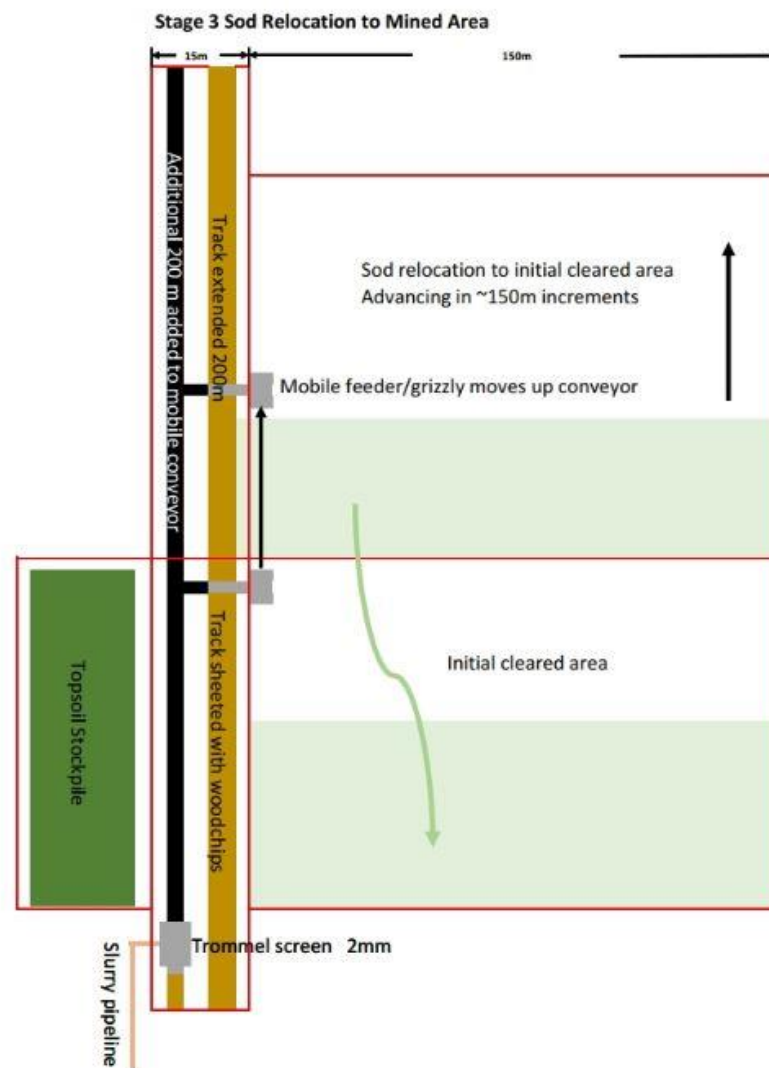 Stage 3 Sod Relocation to Mined Area
15m
150m
Additional 200 m added to mobile conveyor
Track extended 200m
Sod relocation to initial cleared area
Advancing in ~150m increments
Mobile feeder/grizzly moves up conveyor
Topsoil Stockpile
Track sheeted with woodchips
Initial cleared area
Trommel screen 2mm
Slurry pipeline